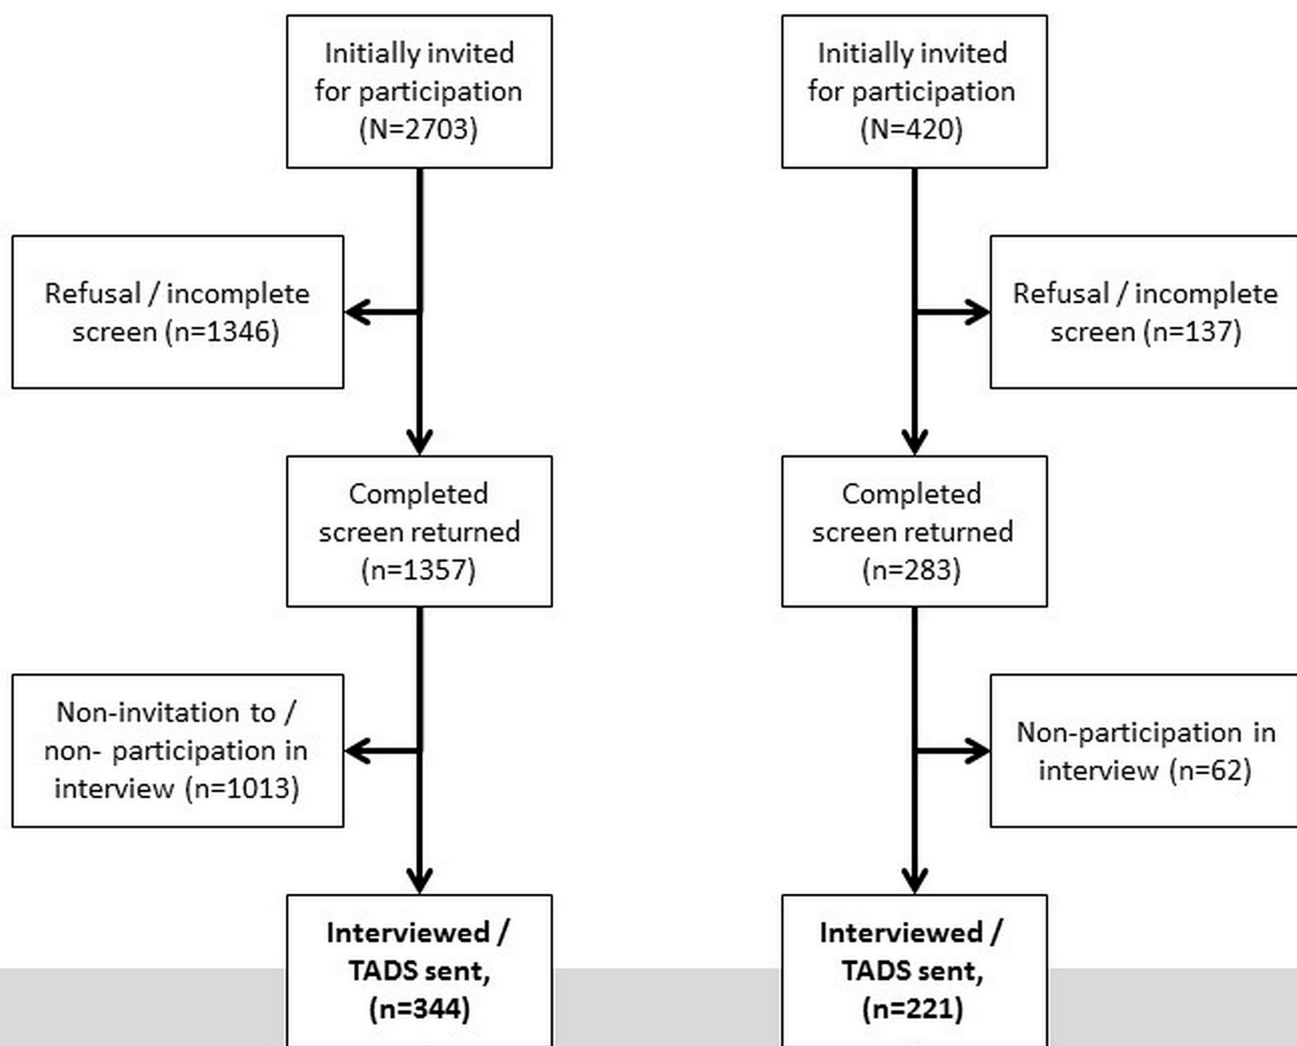 Initially invited
for participation
(N=2703)
Initially invited
for participation
(N=420)
Refusal / incomplete
screen (n=1346)
Refusal / incomplete
screen (n=137)
Completed
screen returned
(n=1357)
Completed
screen returned
(n=283)
Non-invitation to /
non- participation in
interview (n=1013)
Non-participation in
interview (n=62)
Interviewed /
TADS sent,
(n=344)
Interviewed /
TADS sent,
(n=221)